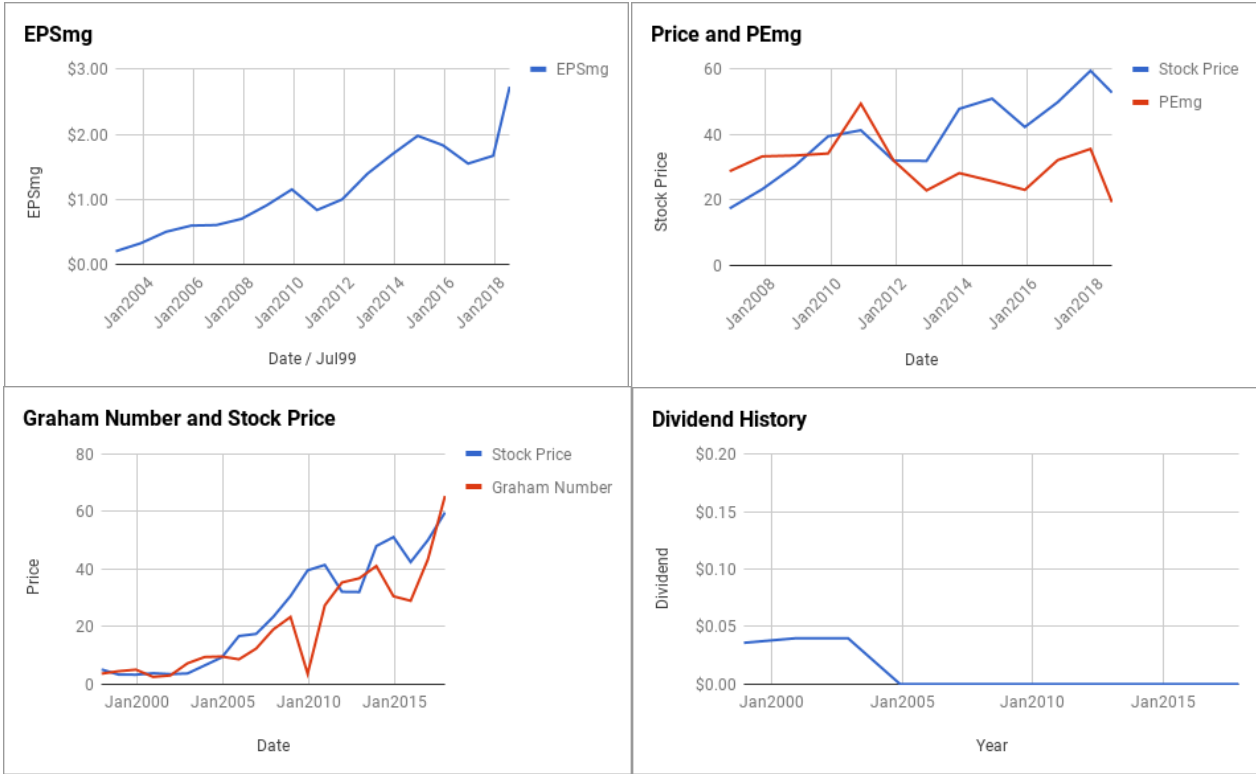 EPSmg
$3.00
$2.00
$1.00
$0.00
EPSmg
EPSmg
Jan2004
Jan2006
Jan2008
Jan2010
Jan2012
Jan2014
Jan2016
Jan2018
Date / Jul99
Price and PEmg
60
40
20
0
Stock Price
Stock Price
PEmg
Jan2008
Jan2010
Jan2012
Jan2014
Jan2016
Jan2018
Date
Graham Number and Stock Price
80
60
40
20
0
Price
Stock Price
Graham Number
Jan2000
Jan2005
Jan2010
Jan2015
Date
Dividend History
$0.20
$0.15
$0.10
$0.05
$0.00
Dividend
Jan2000
Jan2005
Jan2010
Jan2015
Year